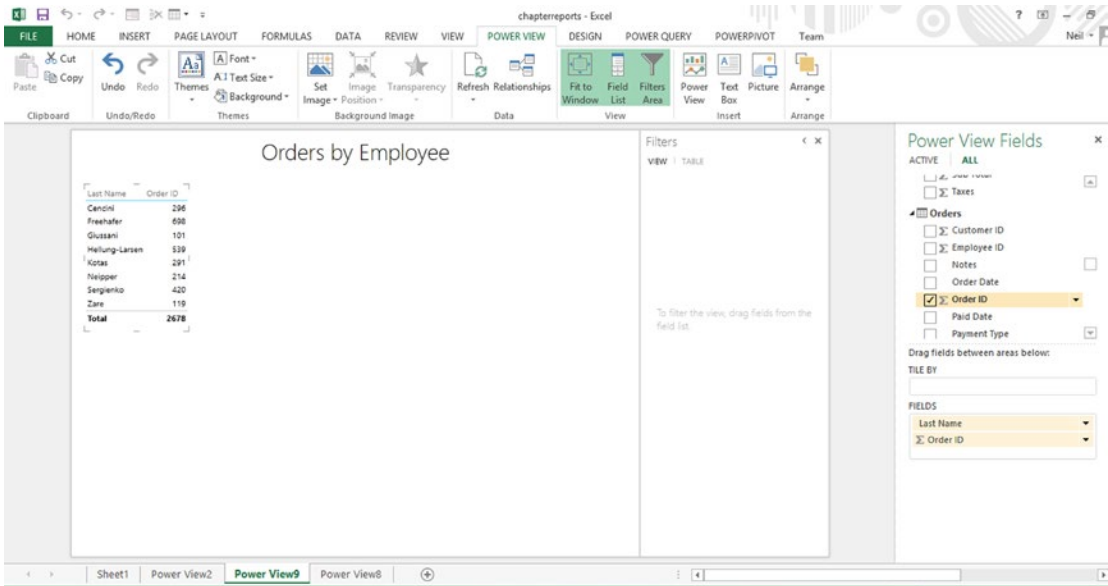 chapterreports - Excel
FILE HOME INSERT PAGE LAYOUT FORMULAS DATA REVIEW VIEW POWER VIEW DESIGN POWER QUERY POWERPIVOT Team Neil
Paste
Cut
Copy
Clipboard
Undo Redo
Undo/Redo
Themes
Font
Text Size
Background
Themes
Set Image
Image Position
Transparency
Background Image
Refresh Relationships
Data
Fit to Window
Field List
Filters Area
View
Power View
Text Box
Picture
Insert
Arrange
Arrange
Orders by Employee
Last Name Order ID
Cencini 296
Freehafer 698
Giussani 101
Hellung-Larsen 539
Kotas 291
Neipper 214
Sergienko 420
Zare 119
Total 2678
Filters
VIEW TABLE
To filter the view, drag fields from the
field list.
Power View Fields
ACTIVE ALL
Sub Total
Taxes
Orders
Customer ID
Employee ID
Notes
Order Date
Order ID
Paid Date
Payment Type
Drag fields between areas below:
TILE BY
FIELDS
Last Name
Σ Order ID
Sheet1 Power View2 Power View9 Power View8